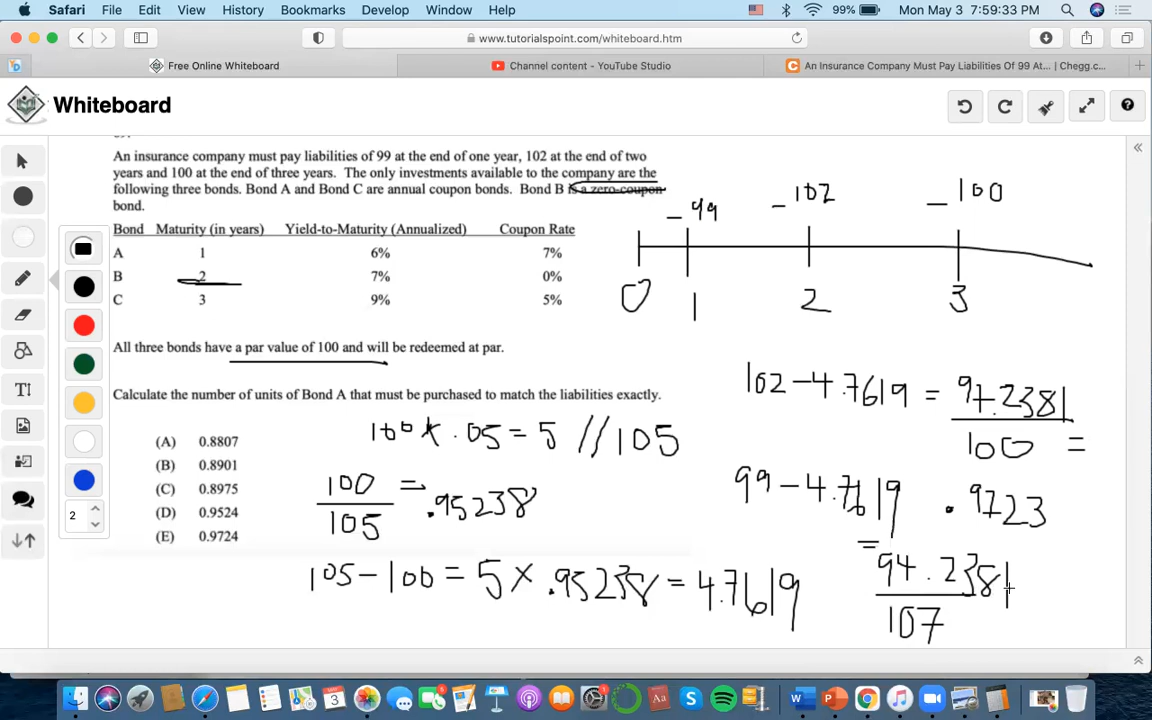 Safari File Edit View History Bookmarks Develop Window Help 99% Mon May 3 7:59:33 PM
www.tutorialspoint.com/whiteboard.htm
Free Online Whiteboard
Channel content - YouTube Studio
An Insurance Company Must Pay Liabilities Of 99 At... | Chegg.c...
Whiteboard
An insurance company must pay liabilities of 99 at the end of one year, 102 at the end of two
years and 100 at the end of three years. The only investments available to the company are the
following three bonds. Bond A and Bond C are annual coupon bonds. Bond B is a zero-coupon
bond.
Bond Maturity (in years) Yield-to-Maturity (Annualized) Coupon Rate
A 1 6% 7%
B 2 7% 0%
C 3 9% 5%
All three bonds have a par value of 100 and will be redeemed at par.
Calculate the number of units of Bond A that must be purchased to match the liabilities exactly.
(A) 0.8807
(B) 0.8901
(C) 0.8975
(D) 0.9524
(E) 0.9724
-99 -102 -100
0 1 2 3
100 x .05 = 5 // 105
100
105
= .95238
105 - 100 = 5 x .95238 = 4.7619
102 - 4.7619 = 97.2381
100 =
.9723
99 - 4.7619
= 94.2381
107
2